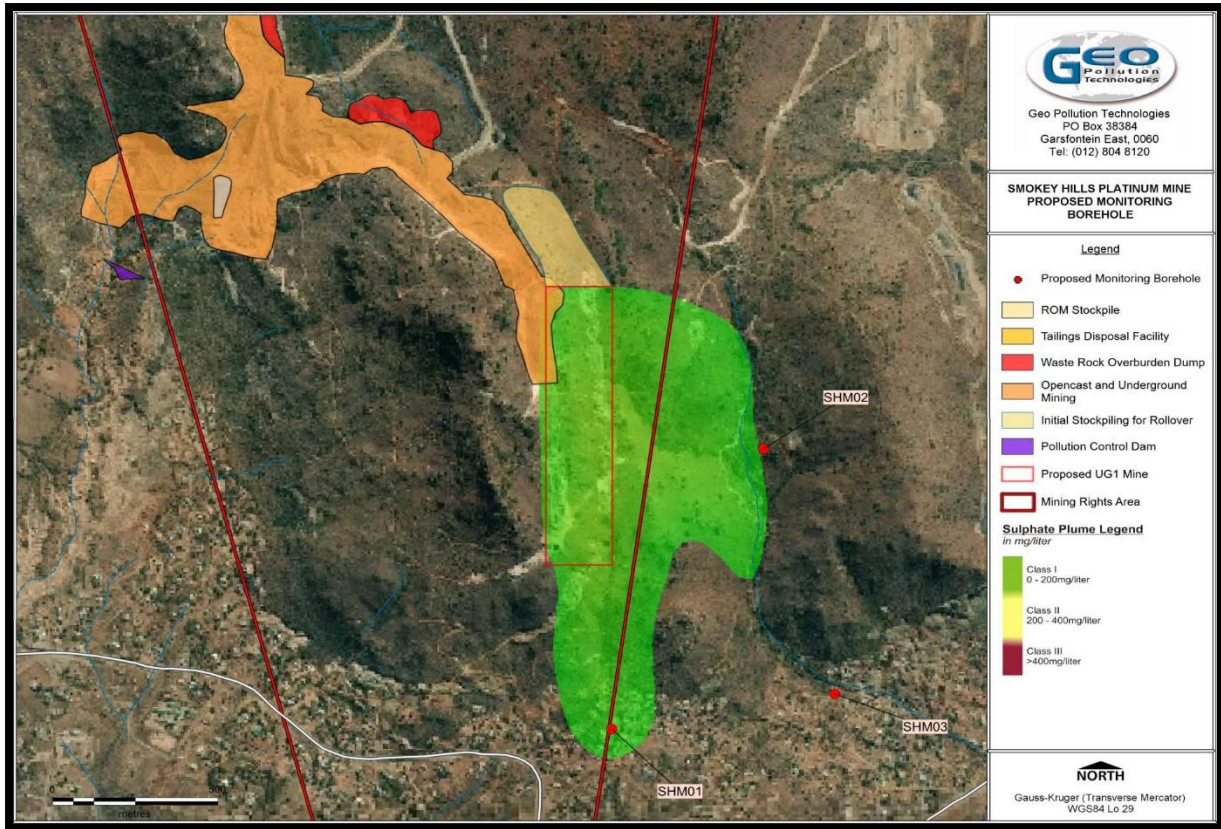 GEO
Pollution
Technologies
Geo Pollution Technologies
PO Box 38384
Garsfontein East, 0060
Tel: (012) 804 8120
SMOKEY HILLS PLATINUM MINE
PROPOSED MONITORING
BOREHOLE
Legend
Proposed Monitoring Borehole
ROM Stockpile
Tailings Disposal Facility
Waste Rock Overburden Dump
Opencast and Underground
Mining
Initial Stockpiling for Rollover
Pollution Control Dam
Proposed UG1 Mine
Mining Rights Area
Sulphate Plume Legend
in mg/liter
Class I
0 - 200mg/liter
Class II
200 - 400mg/liter
Class III
>400mg/liter
NORTH
Gauss-Kruger (Transverse Mercator)
WGS84 Lo 29
SHM02
SHM03
SHM01
0 500
metres